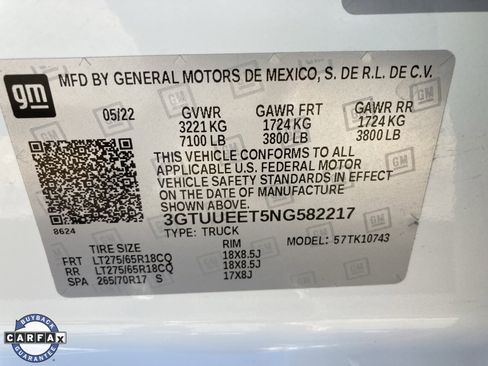 gm
MFD BY GENERAL MOTORS DE MEXICO, S. DE R.L. DE C.V.
05/22 GVWR GAWR FRT GAWR RR
3221 KG 1724 KG 1724 KG
7100 LB 3800 LB 3800 LB
THIS VEHICLE CONFORMS TO ALL
APPLICABLE U.S. FEDERAL MOTOR
VEHICLE SAFETY STANDARDS IN EFFECT
ON THE DATE OF MANUFACTURE
SHOWN ABOVE.
8624 3GTUUEET5NG582217
TYPE: TRUCK MODEL: 57TK10743
TIRE SIZE RIM
FRT LT275/65R18CQ 18X8.5J
RR LT275/65R18CQ 18X8.5J
SPA 265/70R17 S 17X8J
BUYBACK
CARFAX
GUARANTEE